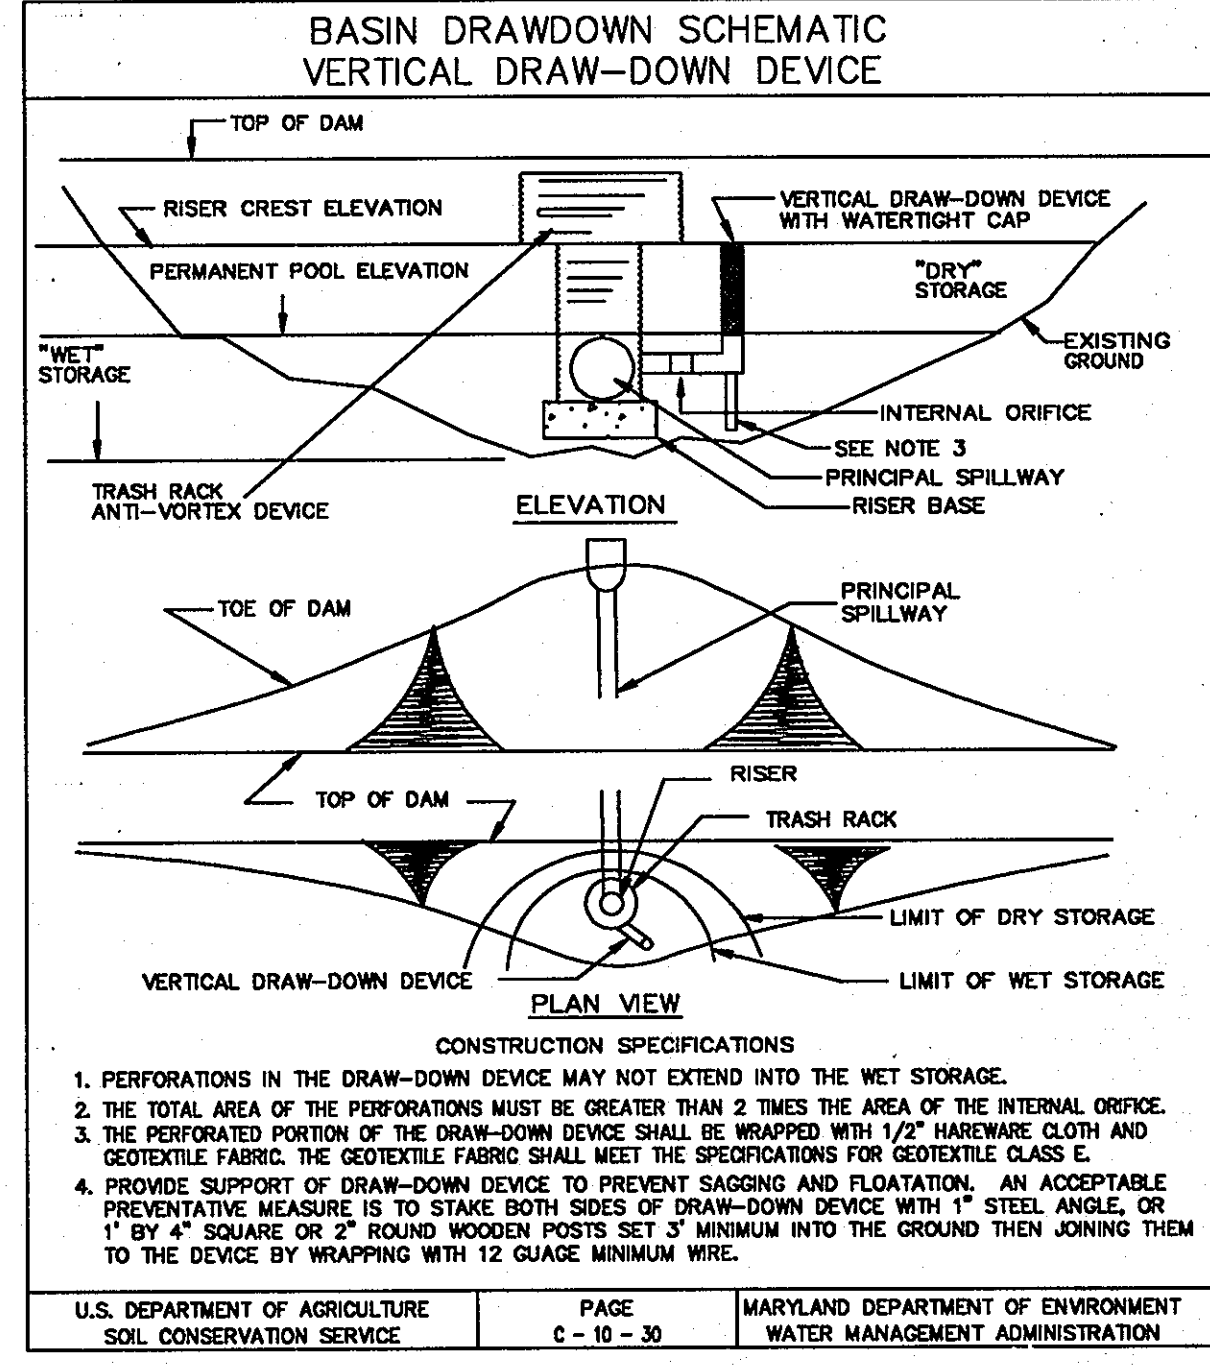 BASIN DRAWDOWN SCHEMATIC
VERTICAL DRAW-DOWN DEVICE
TOP OF DAM
RISER CREST ELEVATION
VERTICAL DRAW-DOWN DEVICE
WITH WATERTIGHT CAP
PERMANENT POOL ELEVATION
"DRY"
STORAGE
"WET"
STORAGE
EXISTING
GROUND
INTERNAL ORIFICE
SEE NOTE 3
PRINCIPAL SPILLWAY
RISER BASE
TRASH RACK
ANTI-VORTEX DEVICE
ELEVATION
TOE OF DAM
PRINCIPAL
SPILLWAY
RISER
TOP OF DAM
TRASH RACK
LIMIT OF DRY STORAGE
VERTICAL DRAW-DOWN DEVICE
LIMIT OF WET STORAGE
PLAN VIEW
CONSTRUCTION SPECIFICATIONS
1. PERFORATIONS IN THE DRAW-DOWN DEVICE MAY NOT EXTEND INTO THE WET STORAGE.
2. THE TOTAL AREA OF THE PERFORATIONS MUST BE GREATER THAN 2 TIMES THE AREA OF THE INTERNAL ORIFICE.
3. THE PERFORATED PORTION OF THE DRAW-DOWN DEVICE SHALL BE WRAPPED WITH 1/2" HAREWARE CLOTH AND
GEOTEXTILE FABRIC. THE GEOTEXTILE FABRIC SHALL MEET THE SPECIFICATIONS FOR GEOTEXTILE CLASS E.
4. PROVIDE SUPPORT OF DRAW-DOWN DEVICE TO PREVENT SAGGING AND FLOATATION. AN ACCEPTABLE
PREVENTATIVE MEASURE IS TO STAKE BOTH SIDES OF DRAW-DOWN DEVICE WITH 1" STEEL ANGLE, OR
1' BY 4" SQUARE OR 2" ROUND WOODEN POSTS SET 3' MINIMUM INTO THE GROUND THEN JOINING THEM
TO THE DEVICE BY WRAPPING WITH 12 GUAGE MINIMUM WIRE.
U.S. DEPARTMENT OF AGRICULTURE
SOIL CONSERVATION SERVICE
PAGE
C - 10 - 30
MARYLAND DEPARTMENT OF ENVIRONMENT
WATER MANAGEMENT ADMINISTRATION